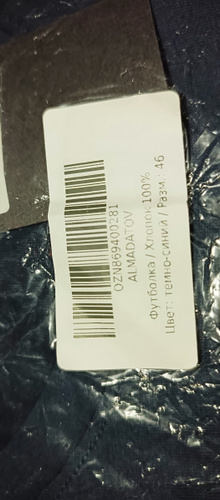 OZN869400281
ALMADATOV
Футболка / Хлопок 100%
Цвет: темно-синий / Разм.: 46